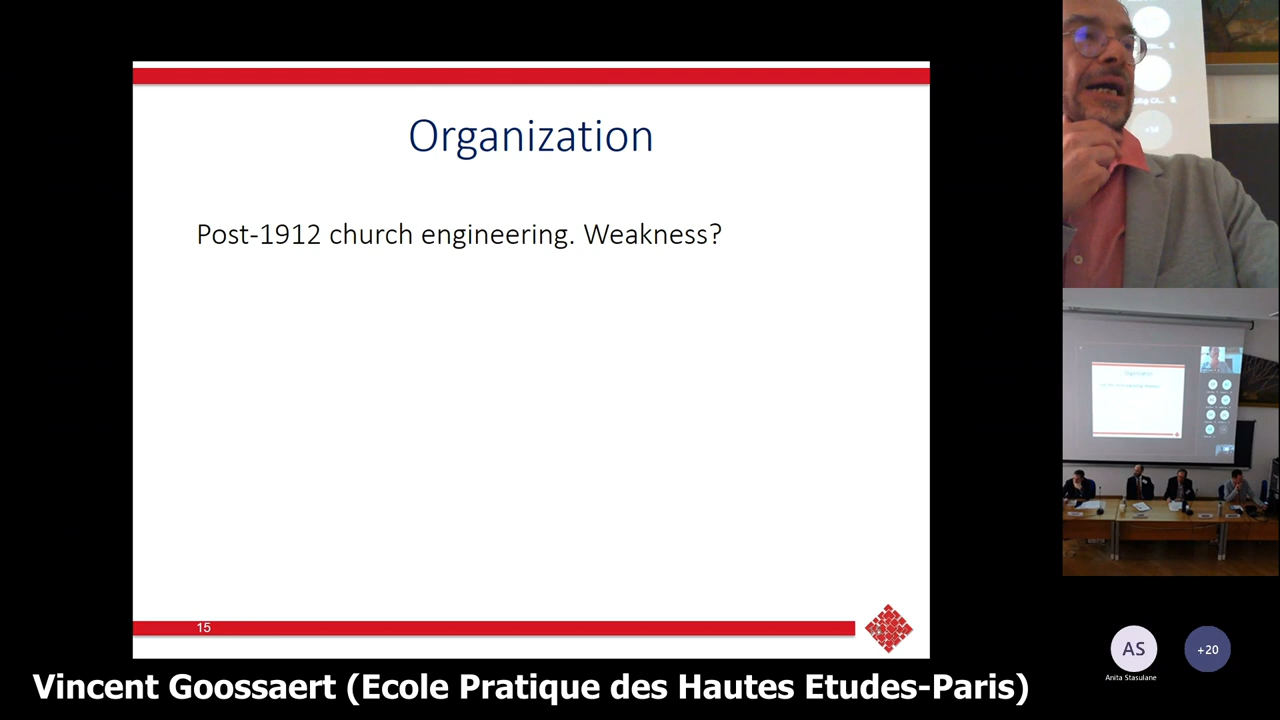 Organization
Post-1912 church engineering. Weakness?
15
Vincent Goossaert (Ecole Pratique des Hautes Etudes-Paris)
AS
Anita Stasulane
+20